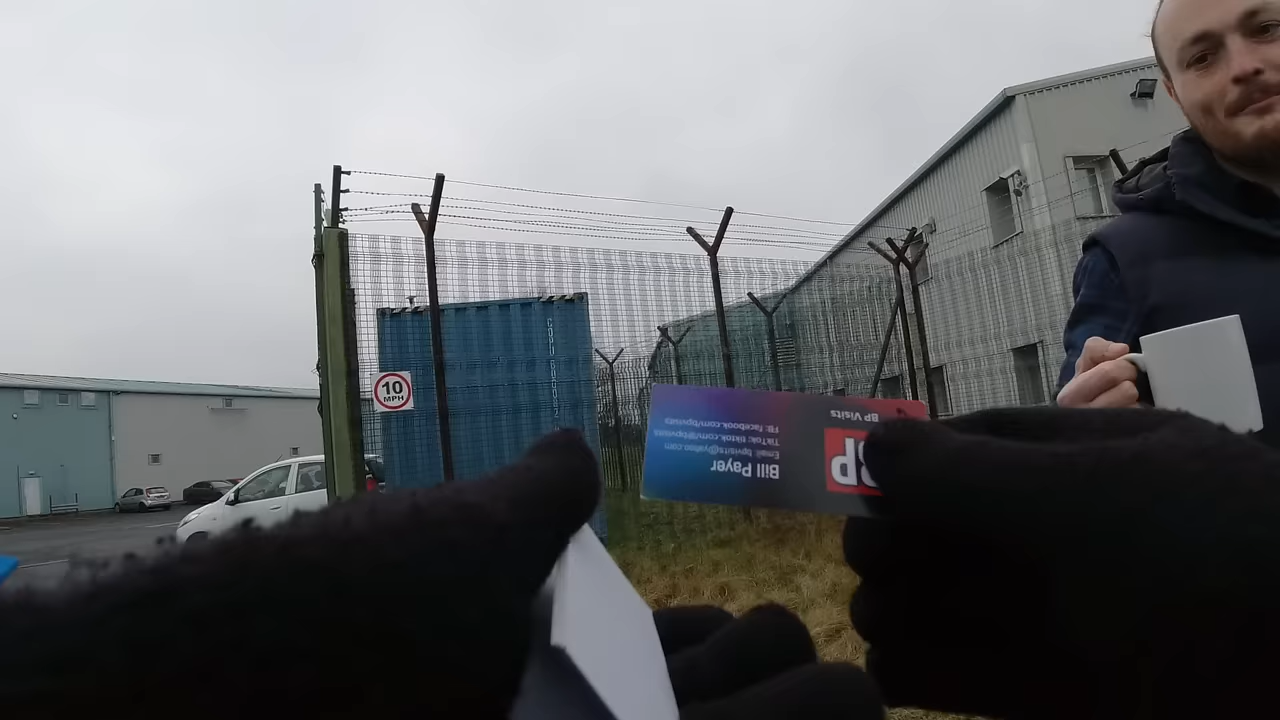 10
MPH
BP
BP Visits
Bill Payer
Email: bpvisits@yahoo.com
TikTok: tiktok.com/@bpvisits
FB: facebook.com/bpvisits